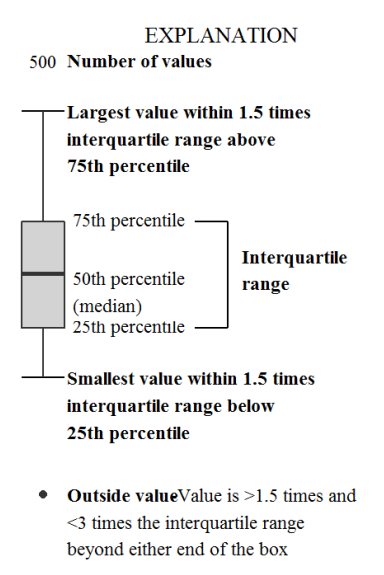 EXPLANATION
500 Number of values
Largest value within 1.5 times
interquartile range above
75th percentile
75th percentile
Interquartile
range
50th percentile
(median)
25th percentile
Smallest value within 1.5 times
interquartile range below
25th percentile
Outside valueValue is >1.5 times and
<3 times the interquartile range
beyond either end of the box